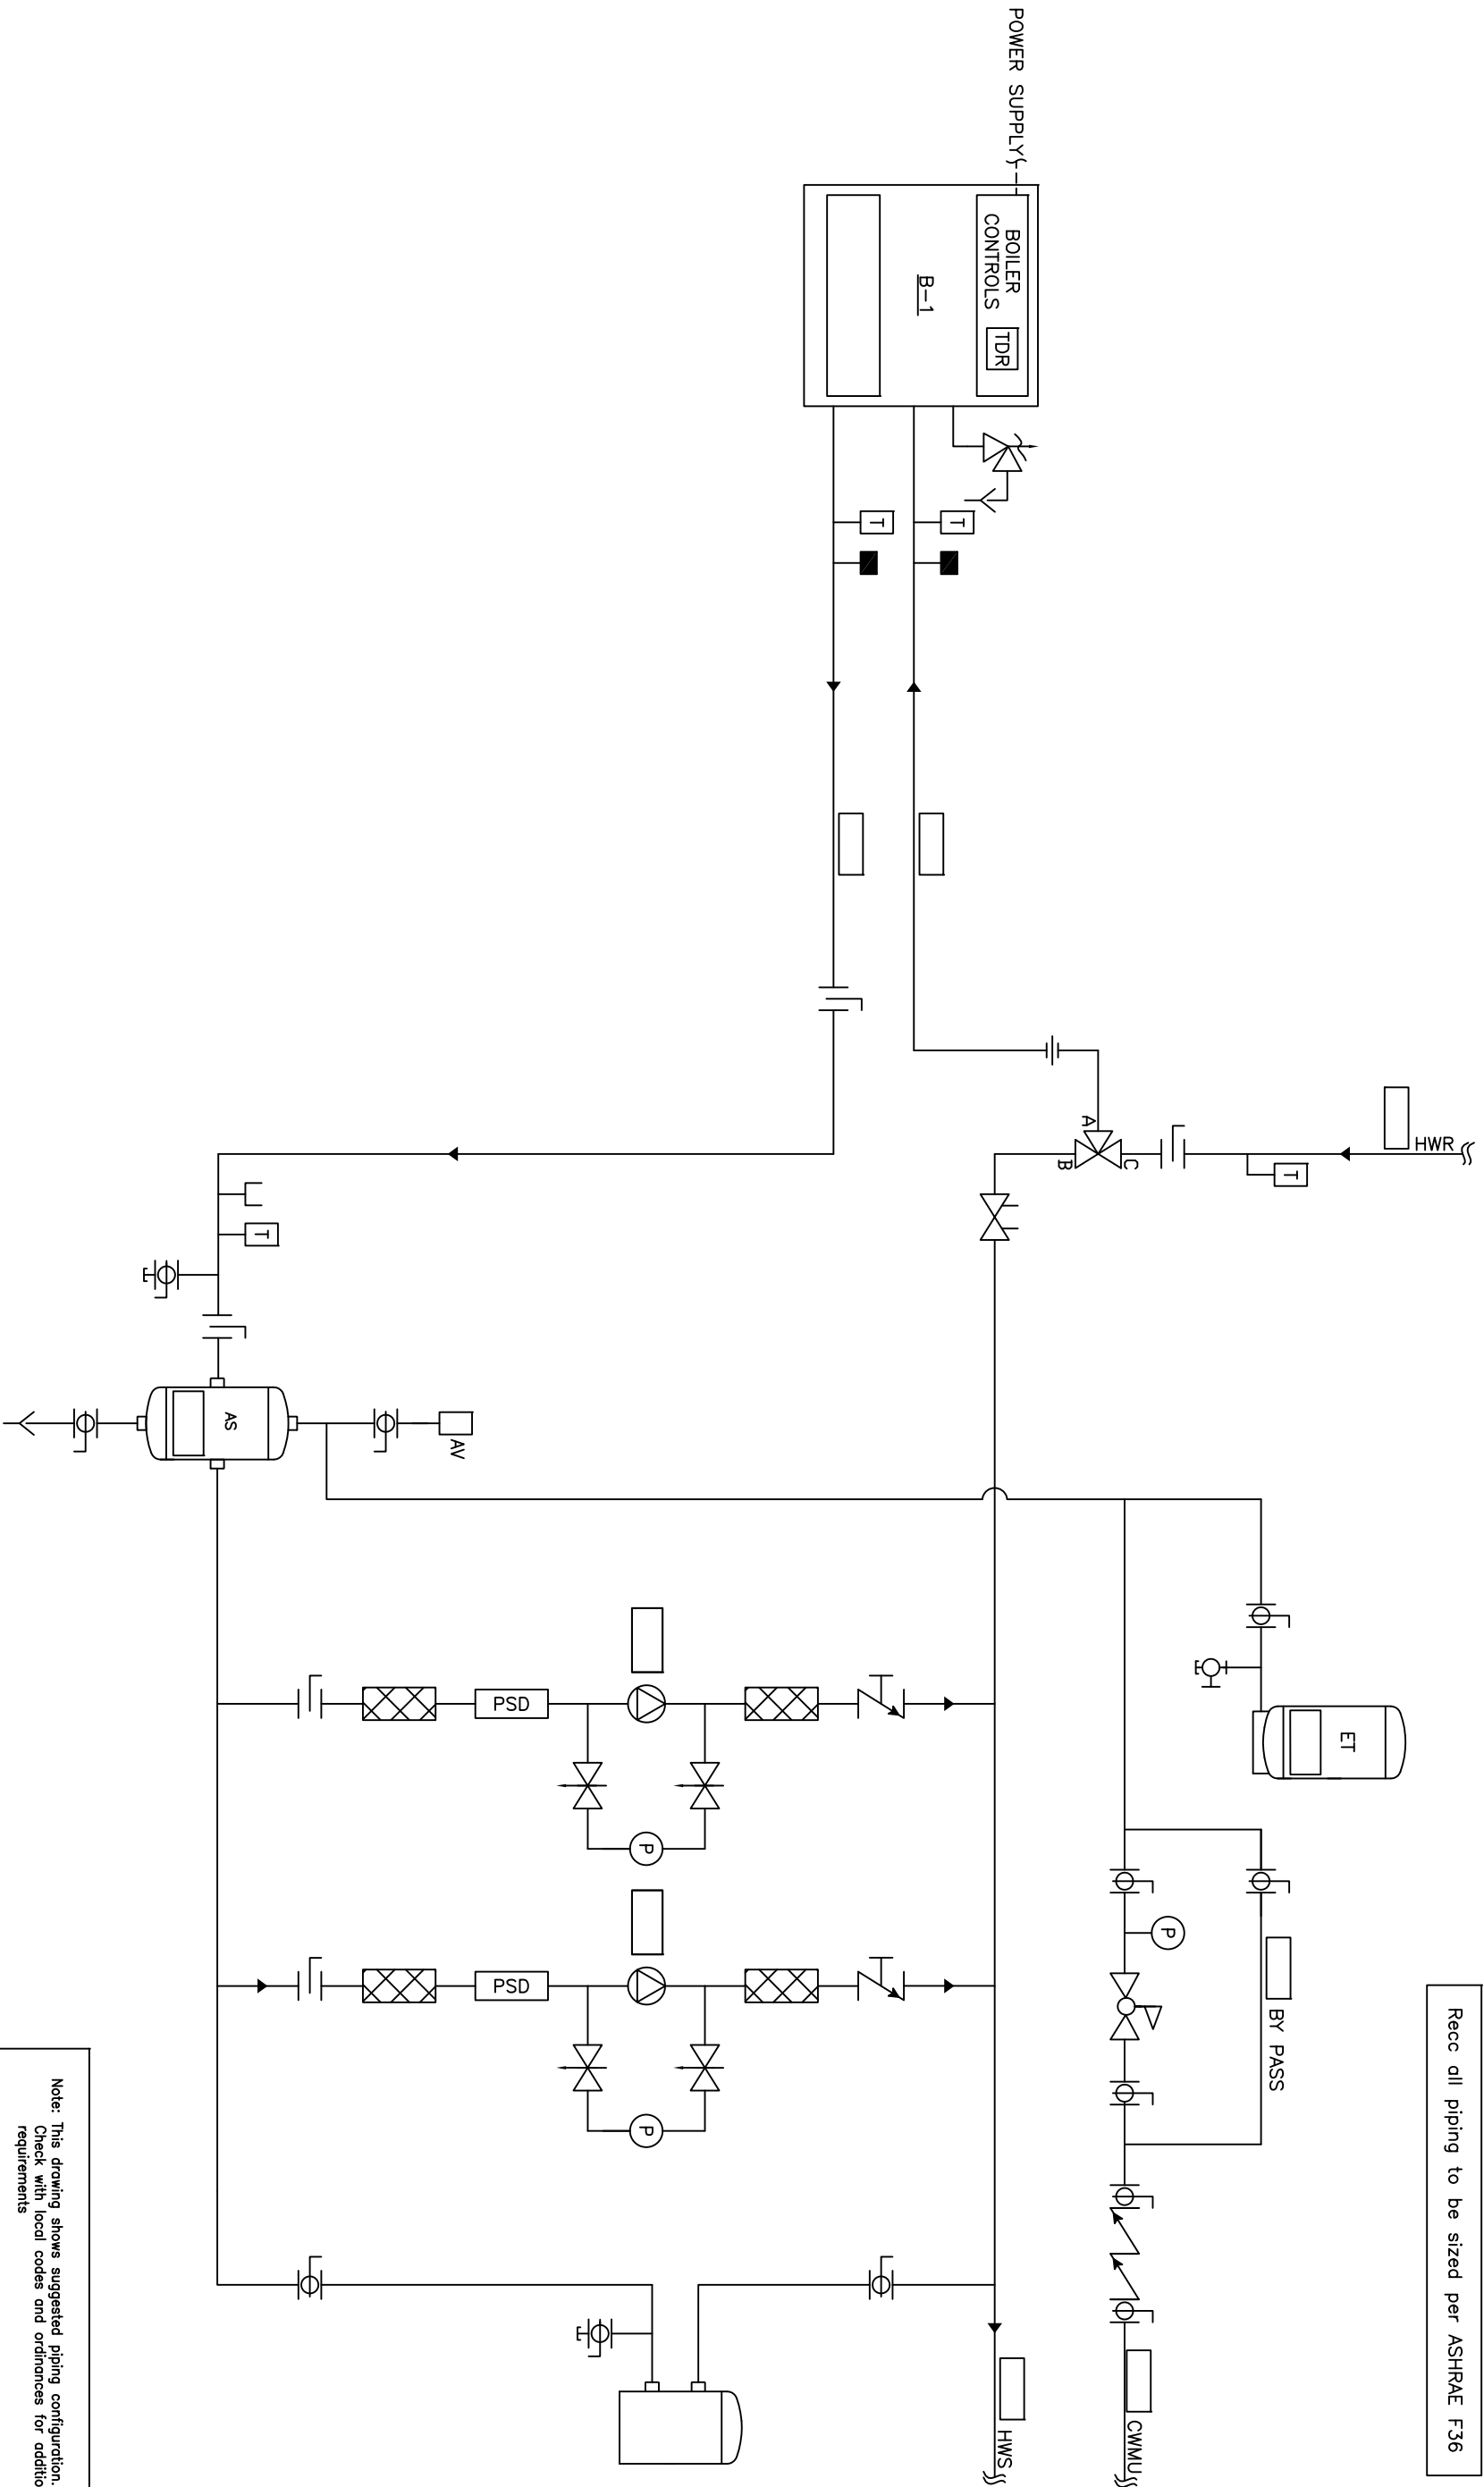 Recc all piping to be sized per ASHRAE F36
HWR
T
C
A
B
POWER SUPPLY
BOILER
CONTROLS
TDR
B-1
T
T
ET
P
BY PASS
CWMU
HWS
T
AV
AS
PSD
P
PSD
P
Note: This drawing shows suggested piping configuration.
Check with local codes and ordinances for additio
requirements